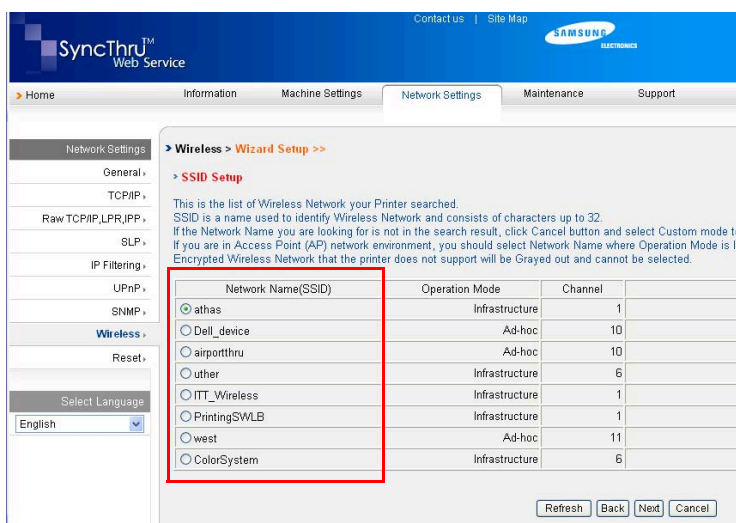 Contact us | Site Map
SAMSUNG
ELECTRONICS
SyncThru™
Web Service
Home
Information Machine Settings Network Settings Maintenance Support
Network Settings
General
TCP/IP
Raw TCP/IP,LPR,IPP
SLP
IP Filtering
UPnP
SNMP
Wireless
Reset
Select Language
English
Wireless > Wizard Setup >>
SSID Setup
This is the list of Wireless Network your Printer searched.
SSID is a name used to identify Wireless Network and consists of characters up to 32.
If the Network Name you are looking for is not in the search result, click Cancel button and select Custom mode t
If you are in Access Point (AP) network environment, you should select Network Name where Operation Mode is I
Encrypted Wireless Network that the printer does not support will be Grayed out and cannot be selected.
Network Name(SSID) Operation Mode Channel
athas Infrastructure 1
Dell_device Ad-hoc 10
airportthru Ad-hoc 10
uther Infrastructure 6
ITT_Wireless Infrastructure 1
PrintingSWLB Infrastructure 1
west Ad-hoc 11
ColorSystem Infrastructure 6
Refresh Back Next Cancel